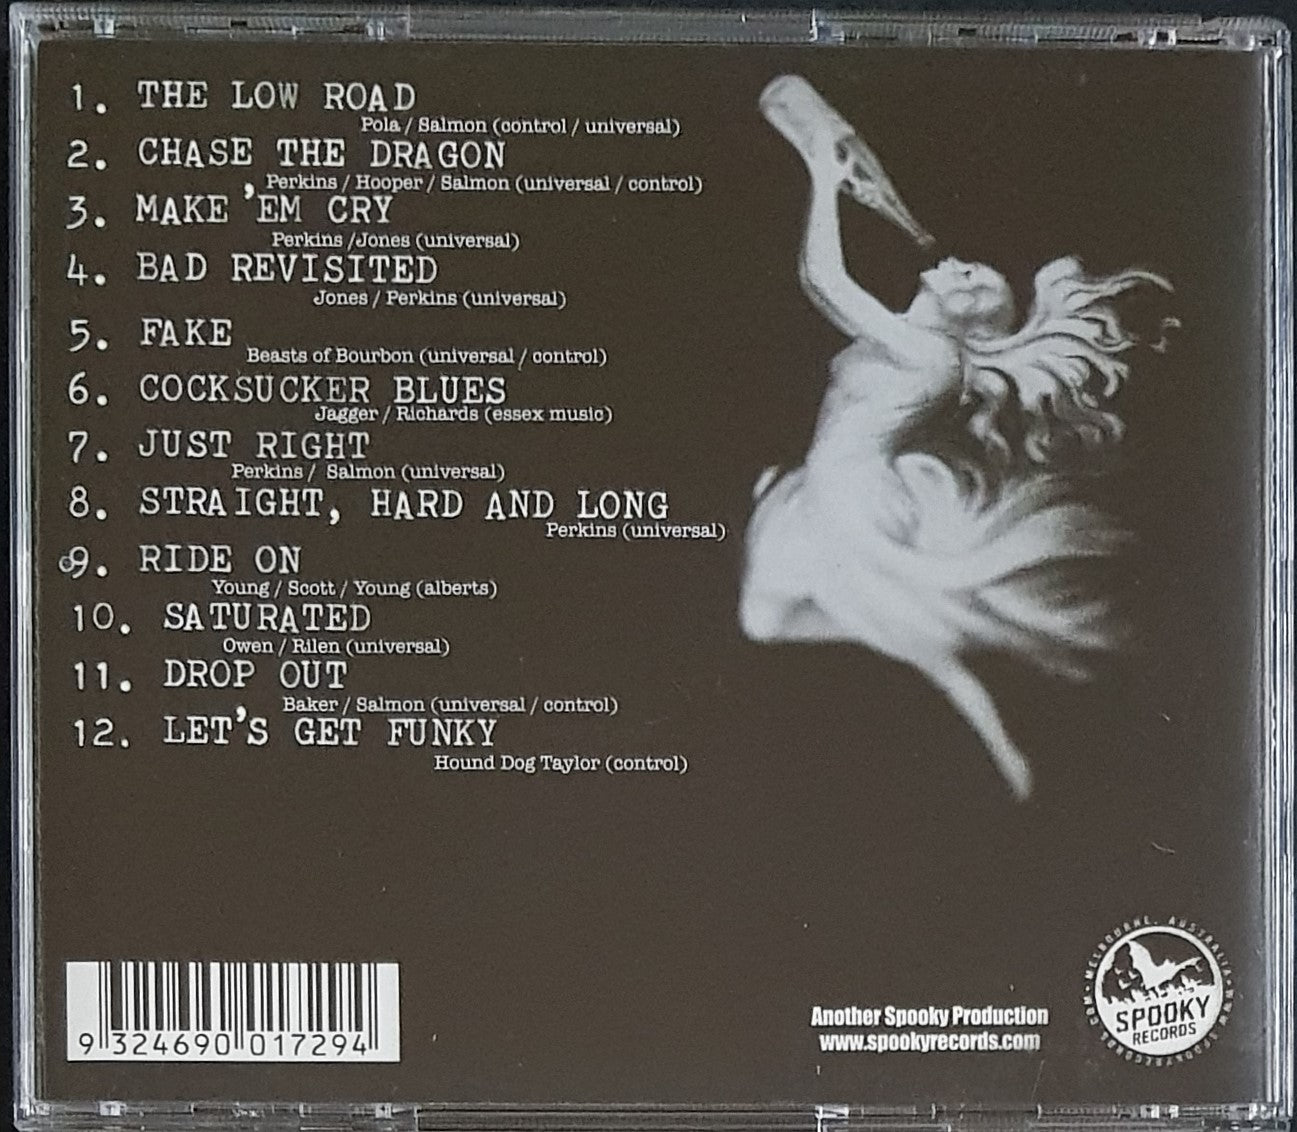 1. THE LOW ROAD
Pola / Salmon (control / universal)
2. CHASE THE DRAGON
Perkins / Hooper / Salmon (universal / control)
3. MAKE 'EM CRY
Perkins /Jones (universal)
4. BAD REVISITED
Jones / Perkins (universal)
5. FAKE
Beasts of Bourbon (universal / control)
6. COCKSUCKER BLUES
Jagger / Richards (essex music)
7. JUST RIGHT
Perkins / Salmon (universal)
8. STRAIGHT, HARD AND LONG
Perkins (universal)
9. RIDE ON
Young / Scott / Young (alberts)
10. SATURATED
Owen / Rilen (universal)
11. DROP OUT
Baker / Salmon (universal / control)
12. LET'S GET FUNKY
Hound Dog Taylor (control)
9 324690 017294
Another Spooky Production
www.spookyrecords.com
MELBOURNE, AUSTRALIA · WWW.SPOOKYRECORDS.COM ·
SPOOKY
RECORDS